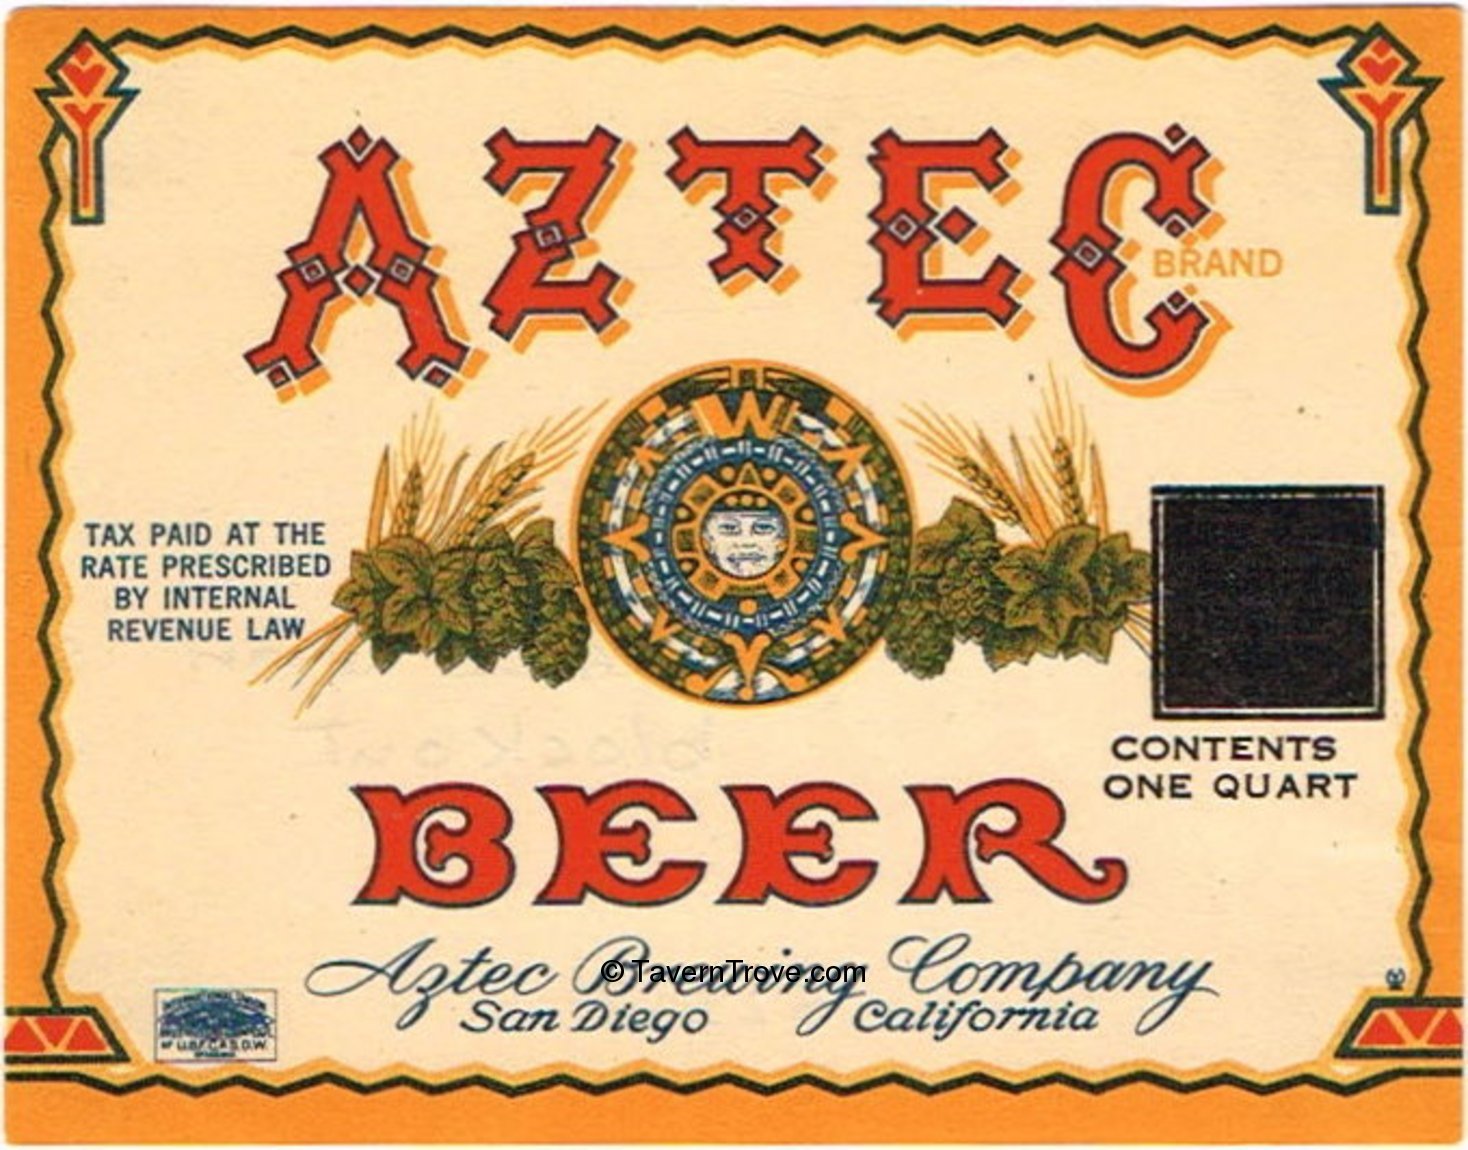 AZTEC
BRAND
TAX PAID AT THE
RATE PRESCRIBED
BY INTERNAL
REVENUE LAW
CONTENTS
ONE QUART
BEER
Aztec Brewing Company
San Diego California
© TavernTrove.com
OF U.B.F.C.&S.D.W.